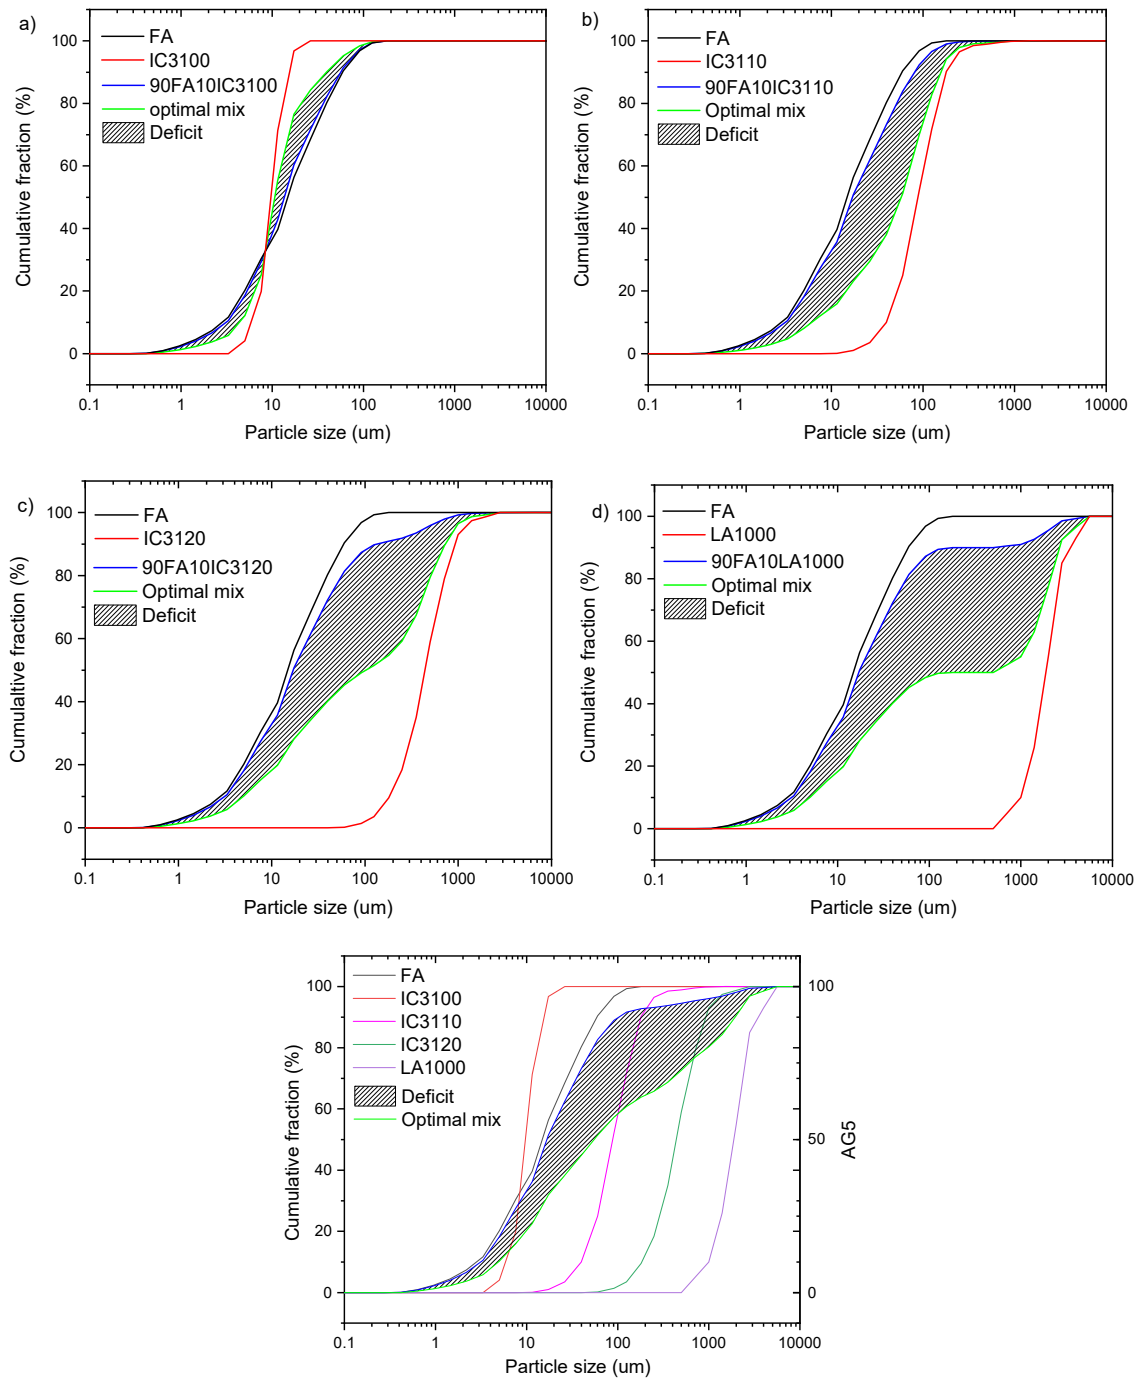 a)
FA
IC3100
90FA10IC3100
optimal mix
Deficit
100
80
60
40
20
0
Cumulative fraction (%)
0.1 1 10 100 1000 10000
Particle size (um)
b)
FA
IC3110
90FA10IC3110
Optimal mix
Deficit
100
80
60
40
20
0
Cumulative fraction (%)
0.1 1 10 100 1000 10000
Particle size (um)
c)
FA
IC3120
90FA10IC3120
Optimal mix
Deficit
100
80
60
40
20
0
Cumulaltive fraction (%)
0.1 1 10 100 1000 10000
Particle size (um)
d)
FA
LA1000
90FA10LA1000
Optimal mix
Deficit
100
80
60
40
20
0
Cumulative fraction (%)
0.1 1 10 100 1000 10000
Particle size (um)
FA
IC3100
IC3110
IC3120
LA1000
Deficit
Optimal mix
100
80
60
40
20
0
Cumulative fraction (%)
100
50
0
AG5
0.1 1 10 100 1000 10000
Particle size (um)